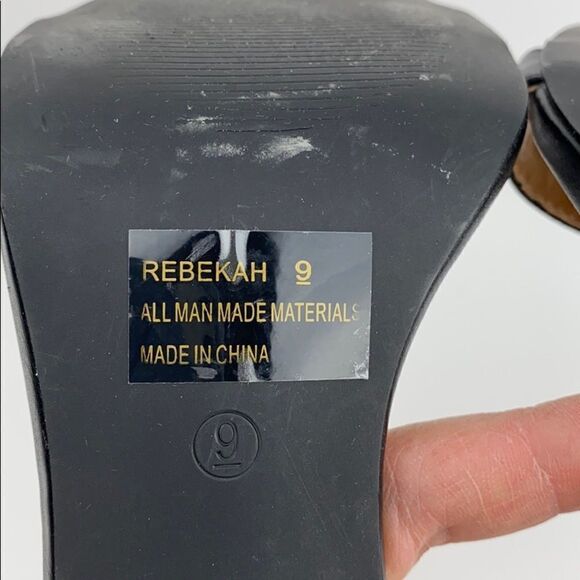 REBEKAH 9
ALL MAN MADE MATERIALS
MADE IN CHINA
9